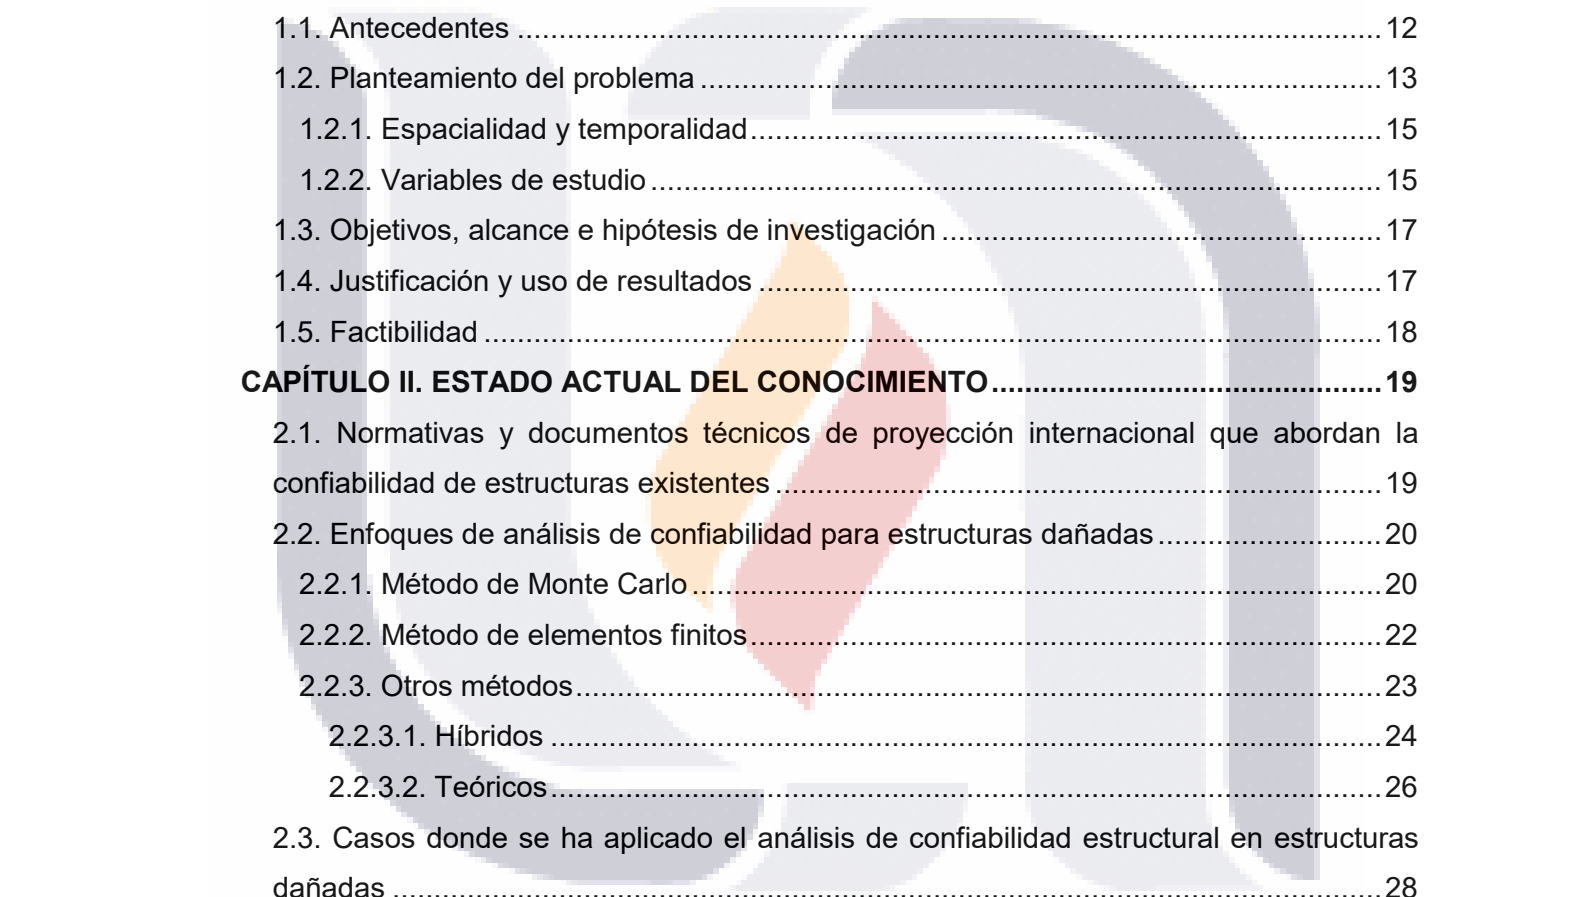 1.1. Antecedentes ........................................................................................................ 12
1.2. Planteamiento del problema .................................................................................. 13
1.2.1. Espacialidad y temporalidad............................................................................ 15
1.2.2. Variables de estudio ........................................................................................ 15
1.3. Objetivos, alcance e hipótesis de investigación ..................................................... 17
1.4. Justificación y uso de resultados ........................................................................... 17
1.5. Factibilidad ............................................................................................................ 18
CAPÍTULO II. ESTADO ACTUAL DEL CONOCIMIENTO............................................... 19
2.1. Normativas y documentos técnicos de proyección internacional que abordan la
confiabilidad de estructuras existentes ......................................................................... 19
2.2. Enfoques de análisis de confiabilidad para estructuras dañadas ........................... 20
2.2.1. Método de Monte Carlo ................................................................................... 20
2.2.2. Método de elementos finitos............................................................................ 22
2.2.3. Otros métodos................................................................................................. 23
2.2.3.1. Híbridos .................................................................................................... 24
2.2.3.2. Teóricos.................................................................................................... 26
2.3. Casos donde se ha aplicado el análisis de confiabilidad estructural en estructuras
dañadas ....................................................................................................................... 28